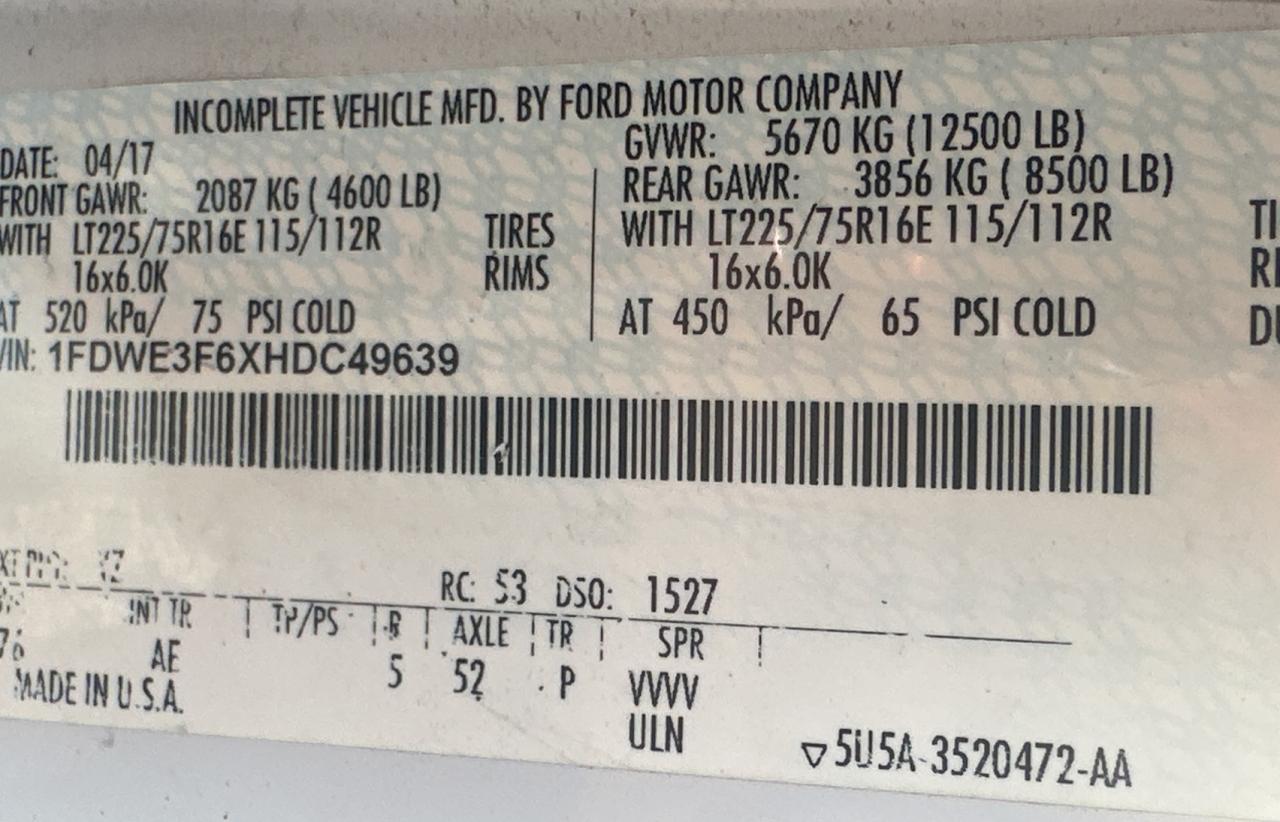 INCOMPLETE VEHICLE MFD. BY FORD MOTOR COMPANY
DATE: 04/17
GVWR: 5670 KG (12500 LB)
FRONT GAWR: 2087 KG ( 4600 LB)
REAR GAWR: 3856 KG ( 8500 LB)
WITH LT225/75R16E 115/112R TIRES
WITH LT225/75R16E 115/112R TI
16x6.0K RIMS
16x6.0K RI
AT 520 kPa/ 75 PSI COLD
AT 450 kPa/ 65 PSI COLD
VIN: 1FDWE3F6XHDC49639
RC: 53 DSO: 1527
INT TR TP/PS R AXLE TR SPR
76 AE 5 52 P VVVV
MADE IN U.S.A.
ULN
5U5A-3520472-AA